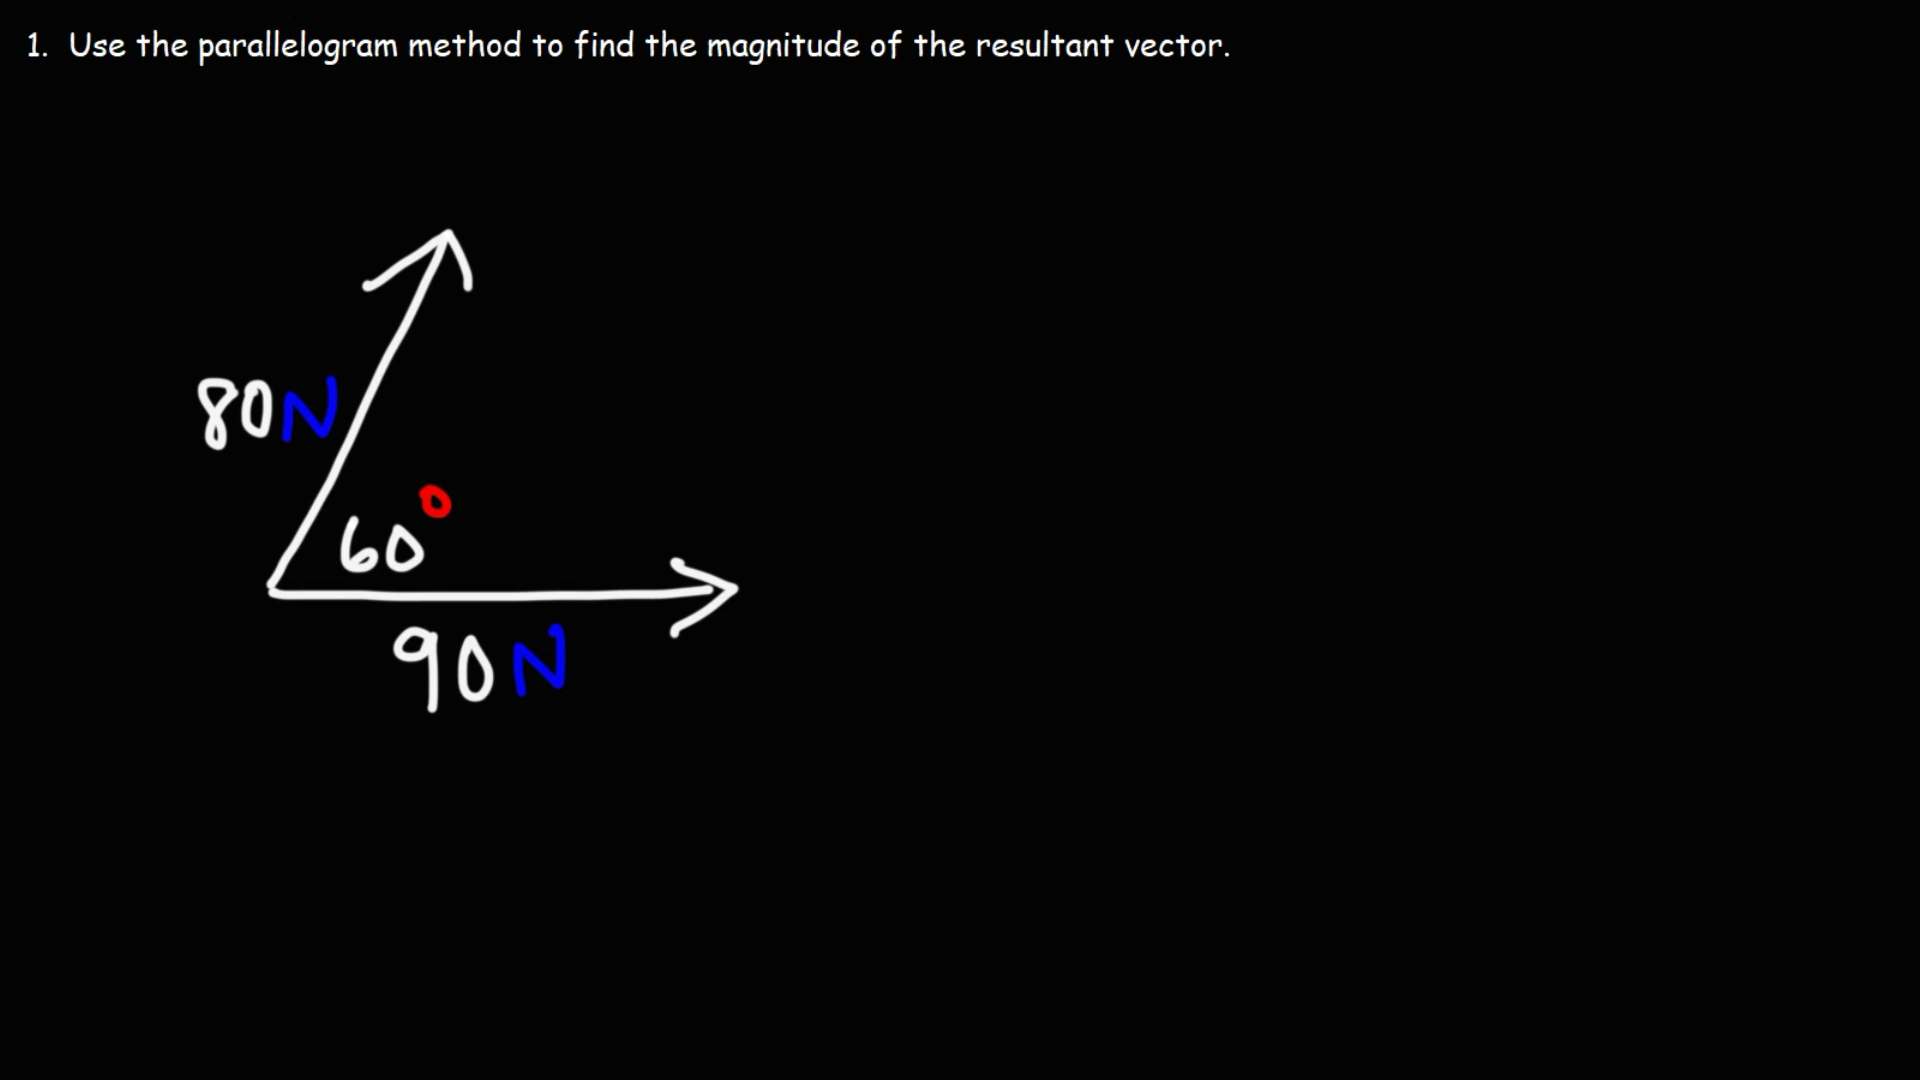 1. Use the parallelogram method to find the magnitude of the resultant vector.
80N
60°
90N